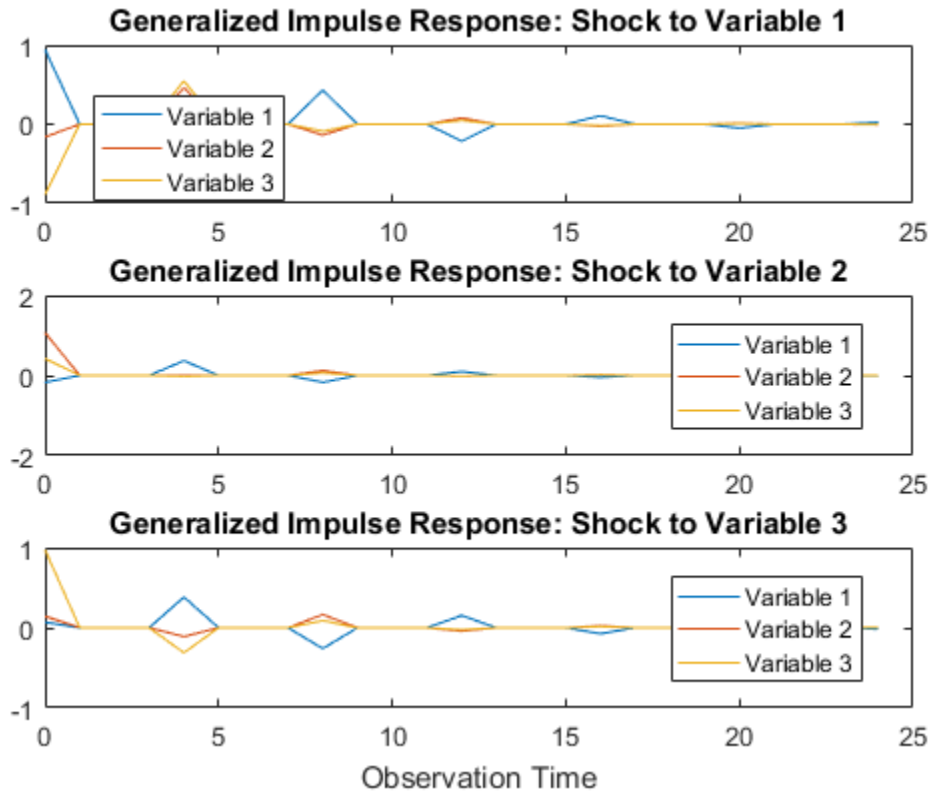 Generalized Impulse Response: Shock to Variable 1
1
0
-1
Variable 1
Variable 2
Variable 3
0 5 10 15 20 25
Generalized Impulse Response: Shock to Variable 2
2
0
-2
Variable 1
Variable 2
Variable 3
0 5 10 15 20 25
Generalized Impulse Response: Shock to Variable 3
1
0
-1
Variable 1
Variable 2
Variable 3
0 5 10 15 20 25
Observation Time